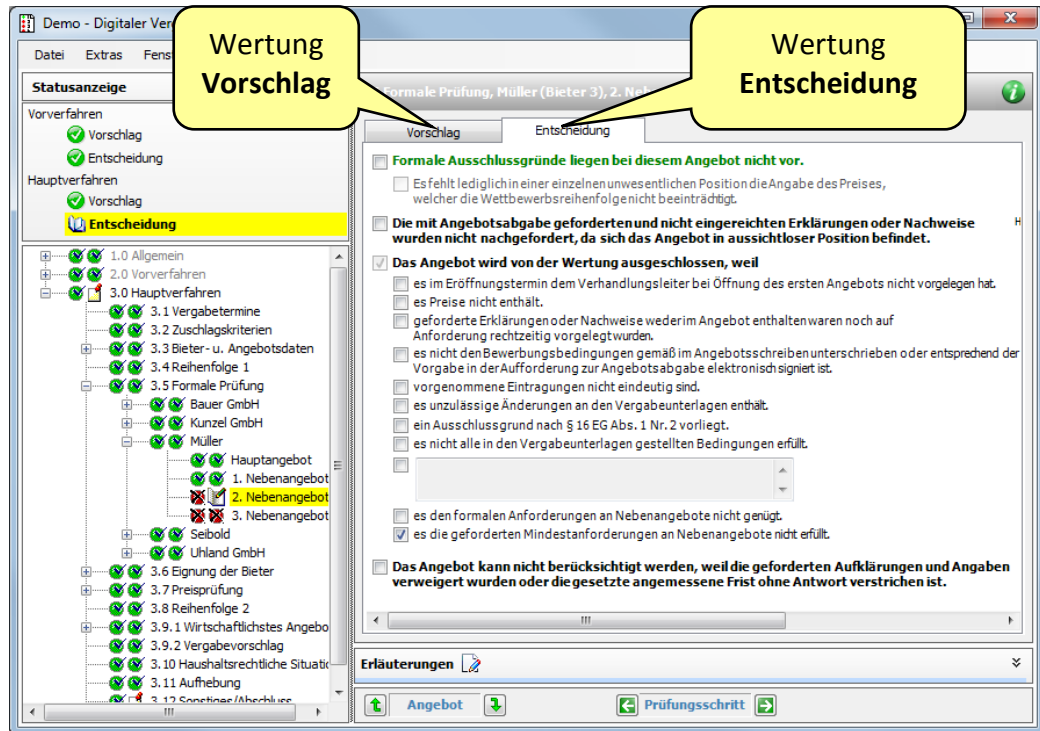 Demo - Digitaler Ver
Wertung
Vorschlag
Wertung
Entscheidung
Datei Extras Fenst
Statusanzeige
Formale Prüfung, Müller (Bieter 3), 2. Ne
Vorverfahren
Vorschlag
Entscheidung
Hauptverfahren
Vorschlag
Entscheidung
1.0 Allgemein
2.0 Vorverfahren
3.0 Hauptverfahren
3.1 Vergabetermine
3.2 Zuschlagskriterien
3.3 Bieter- u. Angebotsdaten
3.4 Reihenfolge 1
3.5 Formale Prüfung
Bauer GmbH
Kunzel GmbH
Müller
Hauptangebot
1. Nebenangebot
2. Nebenangebot
3. Nebenangebot
Seibold
Uhland GmbH
3.6 Eignung der Bieter
3.7 Preisprüfung
3.8 Reihenfolge 2
3.9.1 Wirtschaftlichstes Angebo
3.9.2 Vergabevorschlag
3.10 Haushaltsrechtliche Situatio
3.11 Aufhebung
3.12 Sonstiges/Abschluss
Vorschlag Entscheidung
Formale Ausschlussgründe liegen bei diesem Angebot nicht vor.
Es fehlt lediglich in einer einzelnen unwesentlichen Position die Angabe des Preises,
welcher die Wettbewerbsreihenfolge nicht beeinträchtigt.
Die mit Angebotsabgabe geforderten und nicht eingereichten Erklärungen oder Nachweise H
wurden nicht nachgefordert, da sich das Angebot in aussichtloser Position befindet.
Das Angebot wird von der Wertung ausgeschlossen, weil
es im Eröffnungstermin dem Verhandlungsleiter bei Öffnung des ersten Angebots nicht vorgelegen hat.
es Preise nicht enthält.
geforderte Erklärungen oder Nachweise weder im Angebot enthalten waren noch auf
Anforderung rechtzeitig vorgelegt wurden.
es nicht den Bewerbungsbedingungen gemäß im Angebotsschreiben unterschrieben oder entsprechend der
Vorgabe in der Aufforderung zur Angebotsabgabe elektronisch signiert ist.
vorgenommene Eintragungen nicht eindeutig sind.
es unzulässige Änderungen an den Vergabeunterlagen enthält.
ein Ausschlussgrund nach § 16 EG Abs. 1 Nr. 2 vorliegt.
es nicht alle in den Vergabeunterlagen gestellten Bedingungen erfüllt.
es den formalen Anforderungen an Nebenangebote nicht genügt.
es die geforderten Mindestanforderungen an Nebenangebote nicht erfüllt.
Das Angebot kann nicht berücksichtigt werden, weil die geforderten Aufklärungen und Angaben
verweigert wurden oder die gesetzte angemessene Frist ohne Antwort verstrichen ist.
Erläuterungen
Angebot Prüfungsschritt